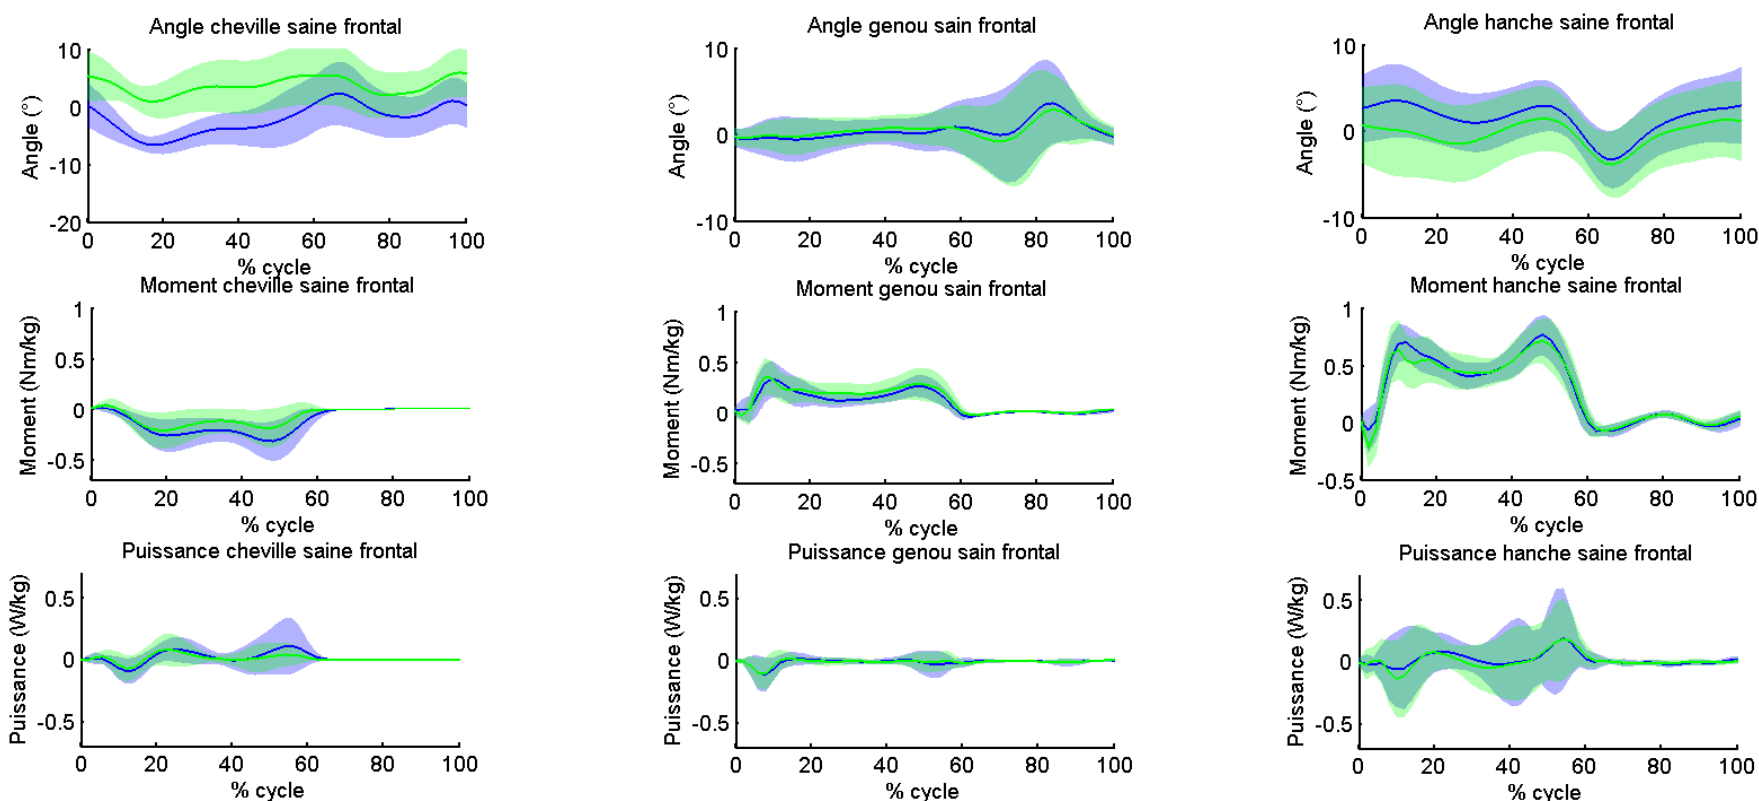 Angle cheville saine frontal
Angle genou sain frontal
Angle hanche saine frontal
Angle (°)
10
0
-10
-20
0 20 40 60 80 100
% cycle
Angle (°)
10
0
-10
0 20 40 60 80 100
% cycle
Angle (°)
10
0
-10
0 20 40 60 80 100
% cycle
Moment cheville saine frontal
Moment genou sain frontal
Moment hanche saine frontal
Moment (Nm/kg)
1
0.5
0
-0.5
0 20 40 60 80 100
% cycle
Moment (Nm/kg)
1
0.5
0
-0.5
0 20 40 60 80 100
% cycle
Moment (Nm/kg)
1
0.5
0
-0.5
0 20 40 60 80 100
% cycle
Puissance cheville saine frontal
Puissance genou sain frontal
Puissance hanche saine frontal
Puissance (W/kg)
0.5
0
-0.5
0 20 40 60 80 100
% cycle
Puissance (W/kg)
0.5
0
-0.5
0 20 40 60 80 100
% cycle
Puissance (W/kg)
0.5
0
-0.5
0 20 40 60 80 100
% cycle